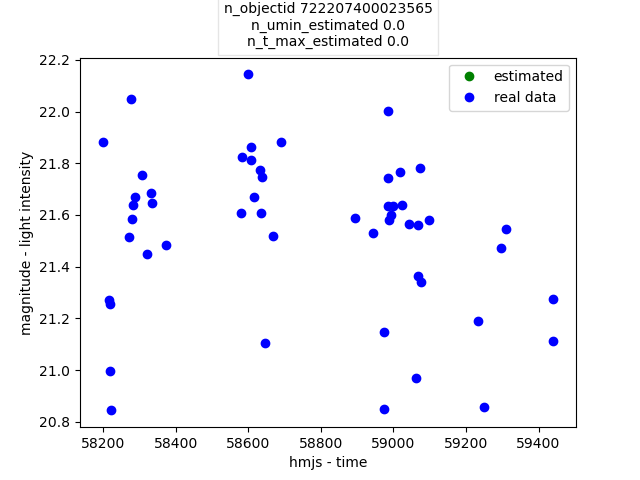 n_objectid 722207400023565
n_umin_estimated 0.0
n_t_max_estimated 0.0
estimated
real data
magnitude - light intensity
22.2
22.0
21.8
21.6
21.4
21.2
21.0
20.8
58200 58400 58600 58800 59000 59200 59400
hmjs - time